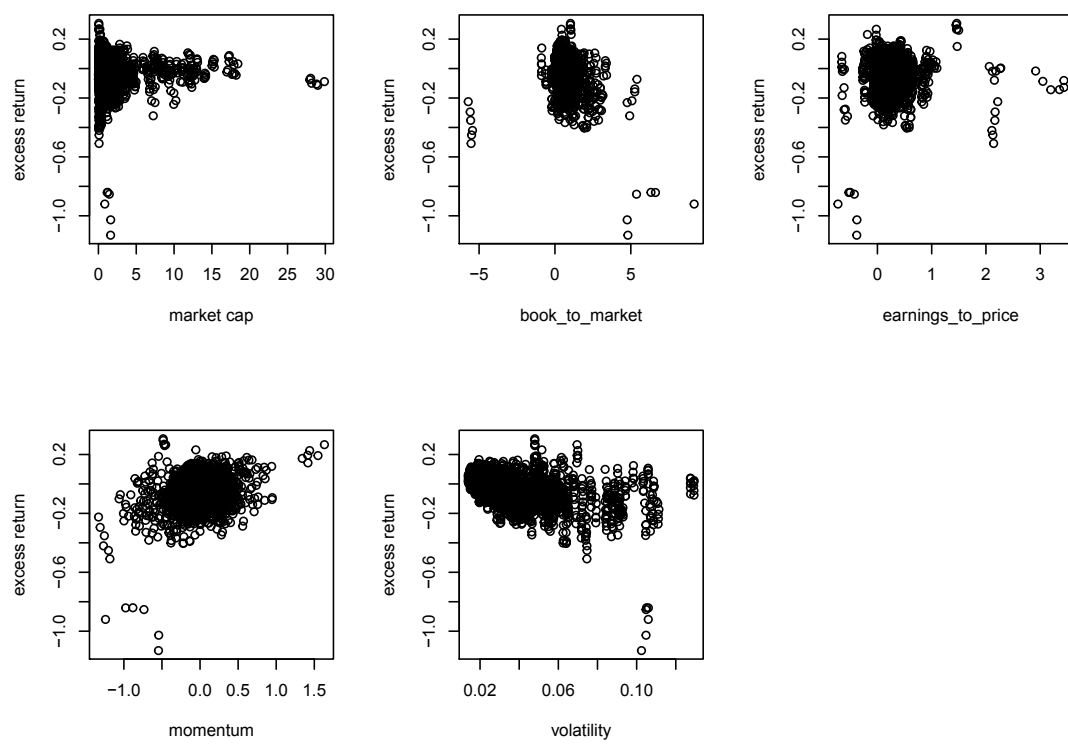 excess return
0.2
−0.2
−0.6
−1.0
0 5 10 15 20 25 30
market cap
excess return
0.2
−0.2
−0.6
−1.0
−5 0 5
book_to_market
excess return
0.2
−0.2
−0.6
−1.0
0 1 2 3
earnings_to_price
excess return
0.2
−0.2
−0.6
−1.0
−1.0 0.0 0.5 1.0 1.5
momentum
excess return
0.2
−0.2
−0.6
−1.0
0.02 0.06 0.10
volatility